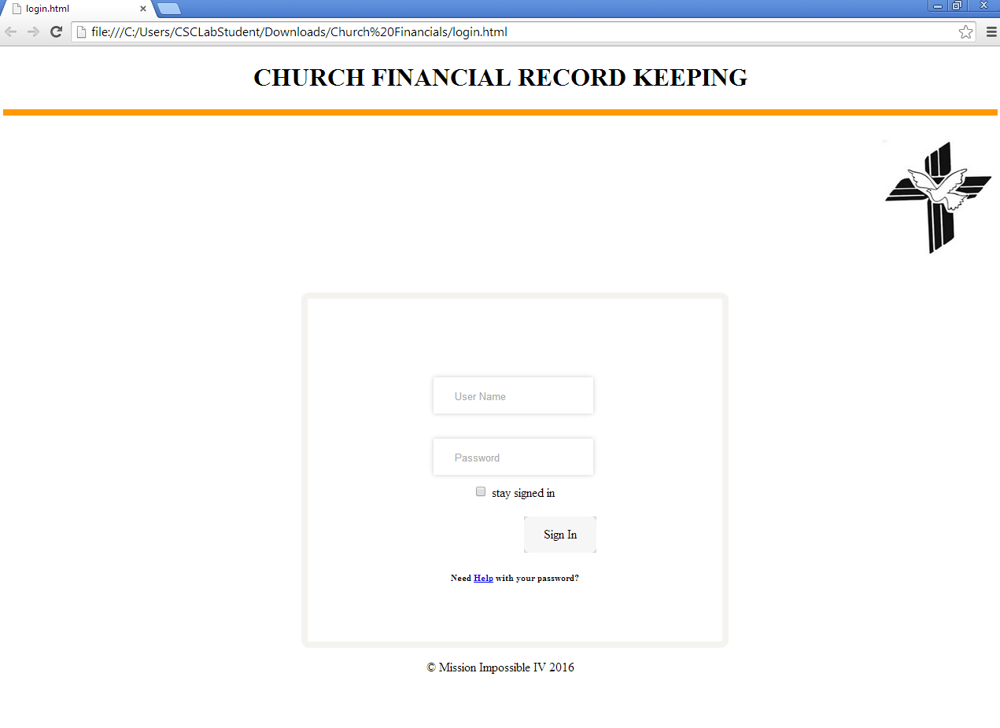 login.html
file:///C:/Users/CSCLabStudent/Downloads/Church%20Financials/login.html
CHURCH FINANCIAL RECORD KEEPING
User Name
Password
stay signed in
Sign In
Need Help with your password?
© Mission Impossible IV 2016